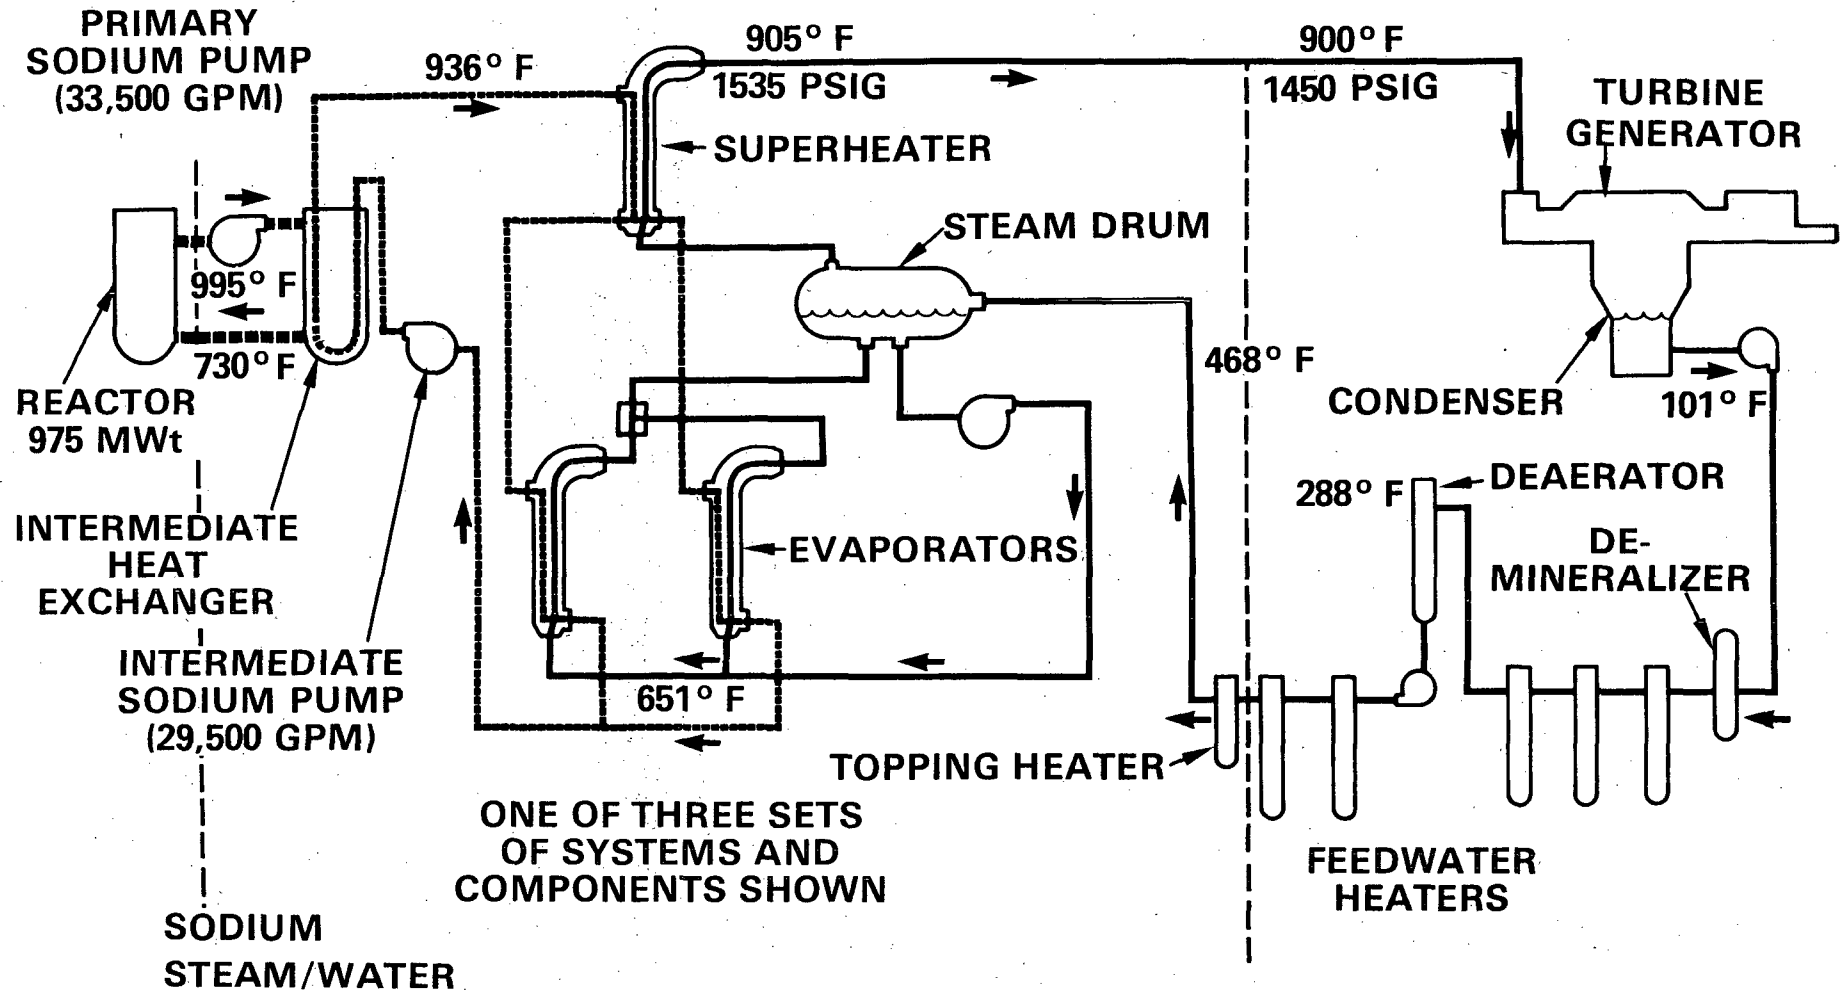 PRIMARY
SODIUM PUMP
(33,500 GPM)
936° F
905° F
1535 PSIG
900° F
1450 PSIG
TURBINE
GENERATOR
SUPERHEATER
STEAM DRUM
995° F
730° F
REACTOR
975 MWt
468° F
CONDENSER
101° F
288° F
DEAERATOR
DE-
MINERALIZER
INTERMEDIATE
HEAT
EXCHANGER
EVAPORATORS
INTERMEDIATE
SODIUM PUMP
(29,500 GPM)
651° F
TOPPING HEATER
ONE OF THREE SETS
OF SYSTEMS AND
COMPONENTS SHOWN
FEEDWATER
HEATERS
SODIUM
STEAM/WATER